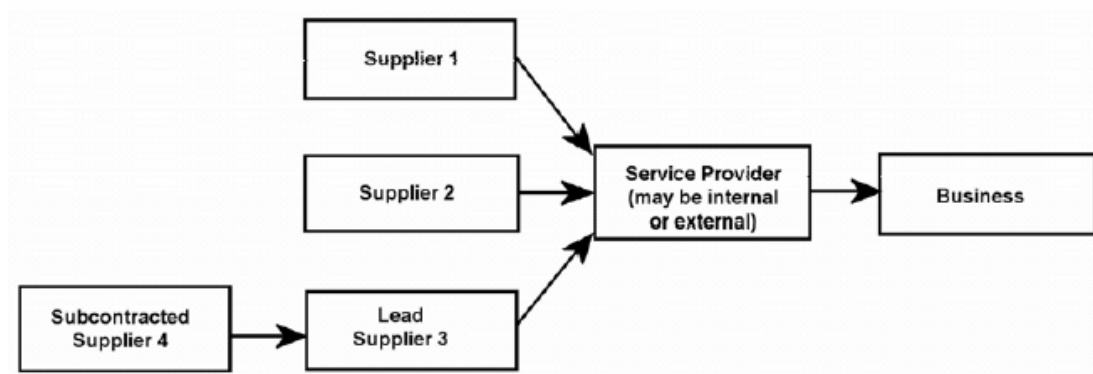 Supplier 1
Supplier 2
Service Provider
(may be internal
or external)
Business
Subcontracted
Supplier 4
Lead
Supplier 3